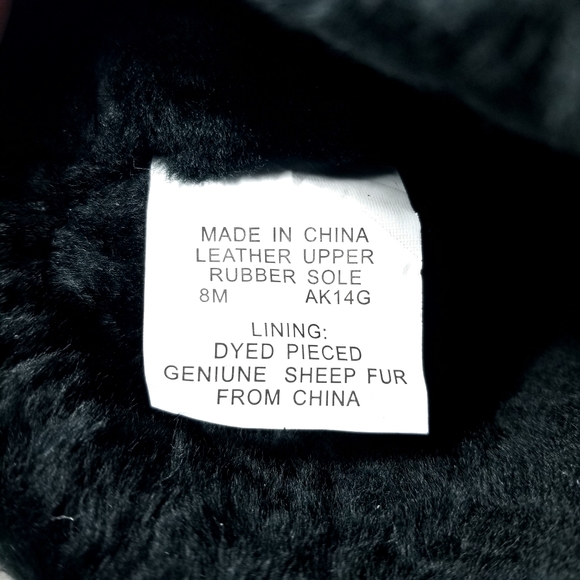 MADE IN CHINA
LEATHER UPPER
RUBBER SOLE
8M AK14G
LINING:
DYED PIECED
GENIUNE SHEEP FUR
FROM CHINA